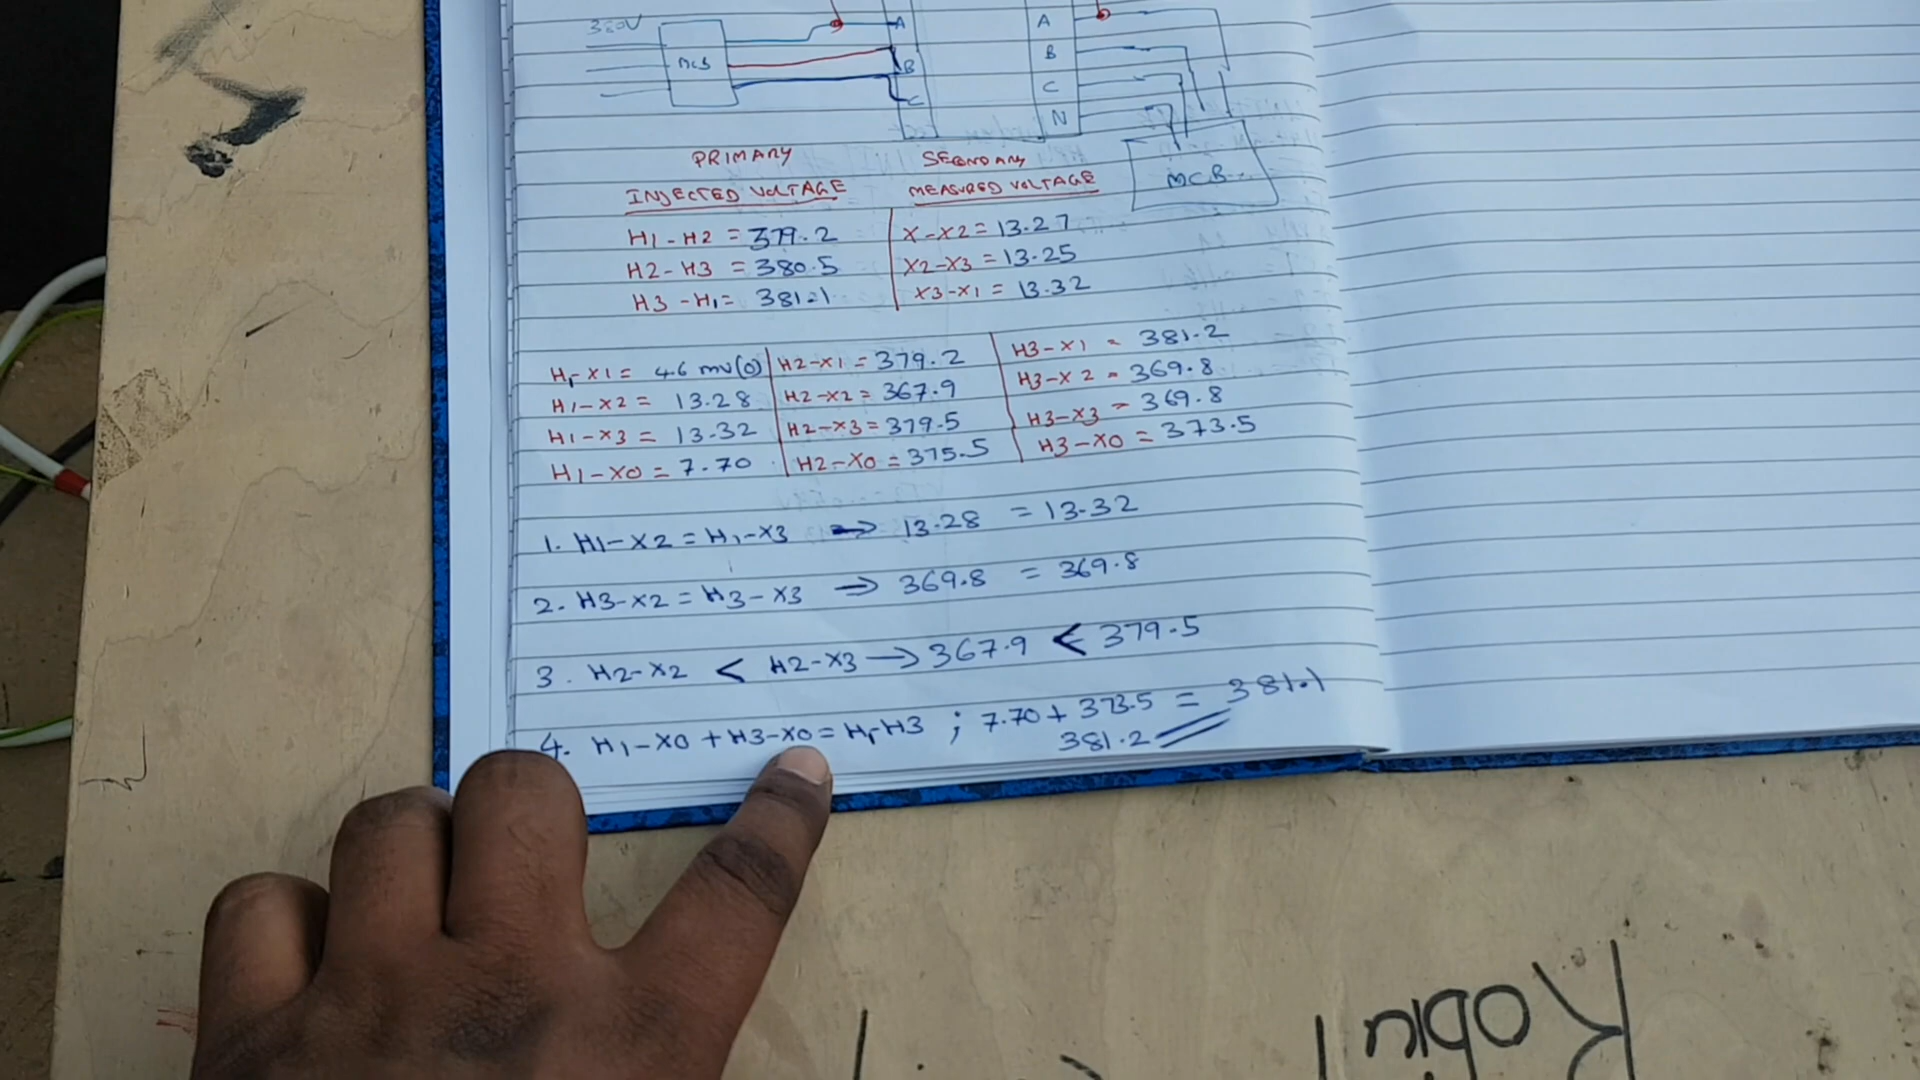 380V
MCB
A
B
C
A
B
C
N
MCB
PRIMARY SECONDARY
INJECTED VOLTAGE MEASURED VOLTAGE
H1-H2 = 379.2 X-X2 = 13.27
H2-H3 = 380.5 X2-X3 = 13.25
H3-H1 = 381.1 X3-X1 = 13.32
H1-X1 = 4.6 mv(0) H2-X1 = 379.2 H3-X1 = 381.2
H1-X2 = 13.28 H2-X2 = 367.9 H3-X2 = 369.8
H1-X3 = 13.32 H2-X3 = 379.5 H3-X3 = 369.8
H1-X0 = 7.70 H2-X0 = 375.5 H3-X0 = 373.5
1. H1-X2 = H1-X3 → 13.28 = 13.32
2. H3-X2 = H3-X3 → 369.8 = 369.8
3. H2-X2 < H2-X3 → 367.9 < 379.5
4. H1-X0 + H3-X0 = H1-H3 ; 7.70 + 373.5 = 381.1
381.2